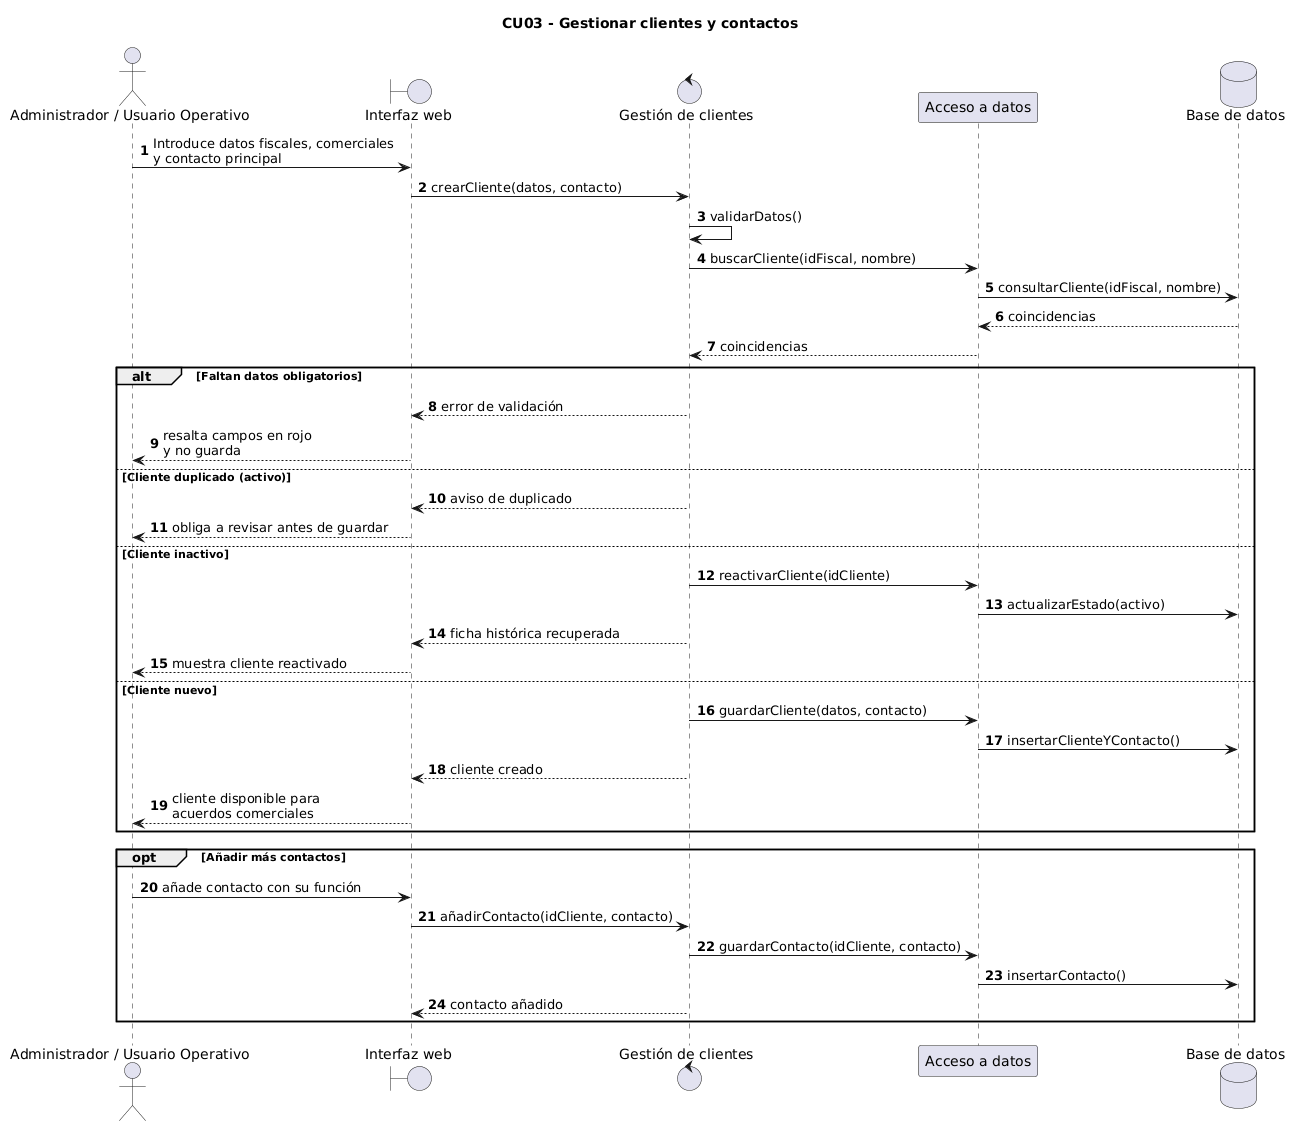 CU03 - Gestionar clientes y contactos
Administrador / Usuario Operativo
Interfaz web
Gestión de clientes
Acceso a datos
Base de datos
1 Introduce datos fiscales, comerciales
y contacto principal
2 crearCliente(datos, contacto)
3 validarDatos()
4 buscarCliente(idFiscal, nombre)
5 consultarCliente(idFiscal, nombre)
6 coincidencias
7 coincidencias
alt [Faltan datos obligatorios]
8 error de validación
9 resalta campos en rojo
y no guarda
[Cliente duplicado (activo)]
10 aviso de duplicado
11 obliga a revisar antes de guardar
[Cliente inactivo]
12 reactivarCliente(idCliente)
13 actualizarEstado(activo)
14 ficha histórica recuperada
15 muestra cliente reactivado
[Cliente nuevo]
16 guardarCliente(datos, contacto)
17 insertarClienteYContacto()
18 cliente creado
19 cliente disponible para
acuerdos comerciales
opt [Añadir más contactos]
20 añade contacto con su función
21 añadirContacto(idCliente, contacto)
22 guardarContacto(idCliente, contacto)
23 insertarContacto()
24 contacto añadido
Administrador / Usuario Operativo
Interfaz web
Gestión de clientes
Acceso a datos
Base de datos